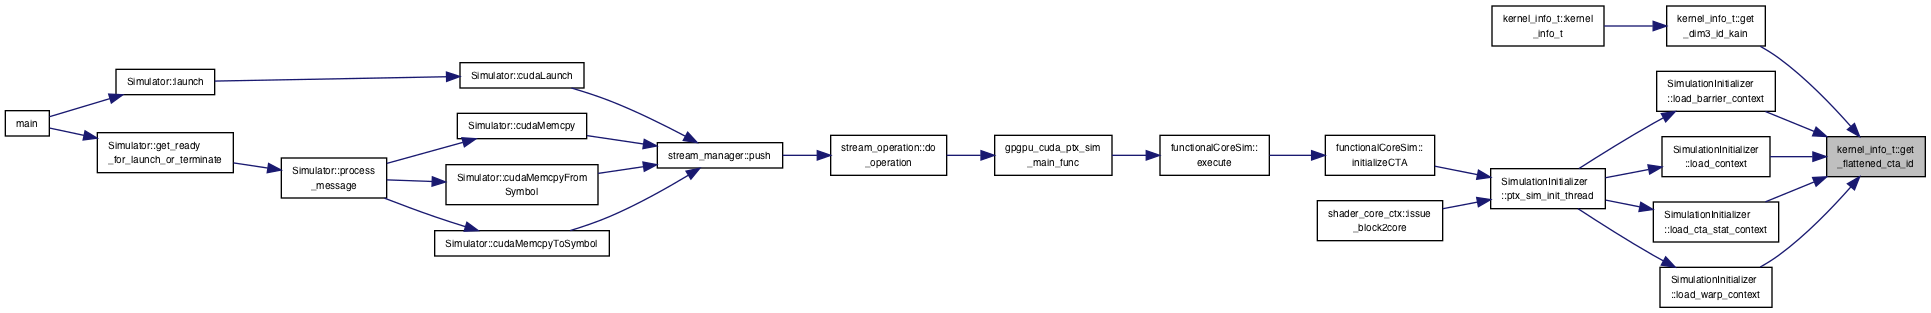 main
Simulator::launch
Simulator::get_ready
_for_launch_or_terminate
Simulator::process
_message
Simulator::cudaLaunch
Simulator::cudaMemcpy
Simulator::cudaMemcpyFrom
Symbol
Simulator::cudaMemcpyToSymbol
stream_manager::push
stream_operation::do
_operation
gpgpu_cuda_ptx_sim
_main_func
functionalCoreSim::
execute
functionalCoreSim::
initializeCTA
shader_core_ctx::issue
_block2core
SimulationInitializer
::ptx_sim_init_thread
kernel_info_t::kernel
_info_t
kernel_info_t::get
_dim3_id_kain
SimulationInitializer
::load_barrier_context
SimulationInitializer
::load_context
SimulationInitializer
::load_cta_stat_context
SimulationInitializer
::load_warp_context
kernel_info_t::get
_flattened_cta_id